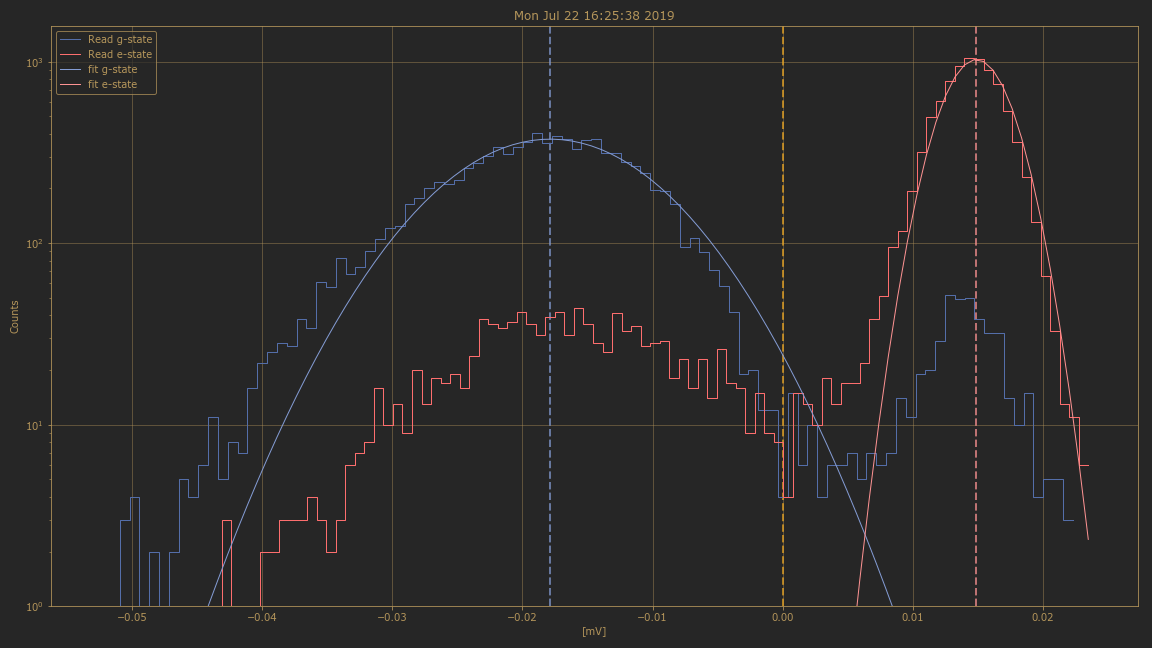 Mon Jul 22 16:25:38 2019
Read g-state
Read e-state
fit g-state
fit e-state
10³
10²
10¹
10⁰
Counts
−0.05 −0.04 −0.03 −0.02 −0.01 0.00 0.01 0.02
[mV]